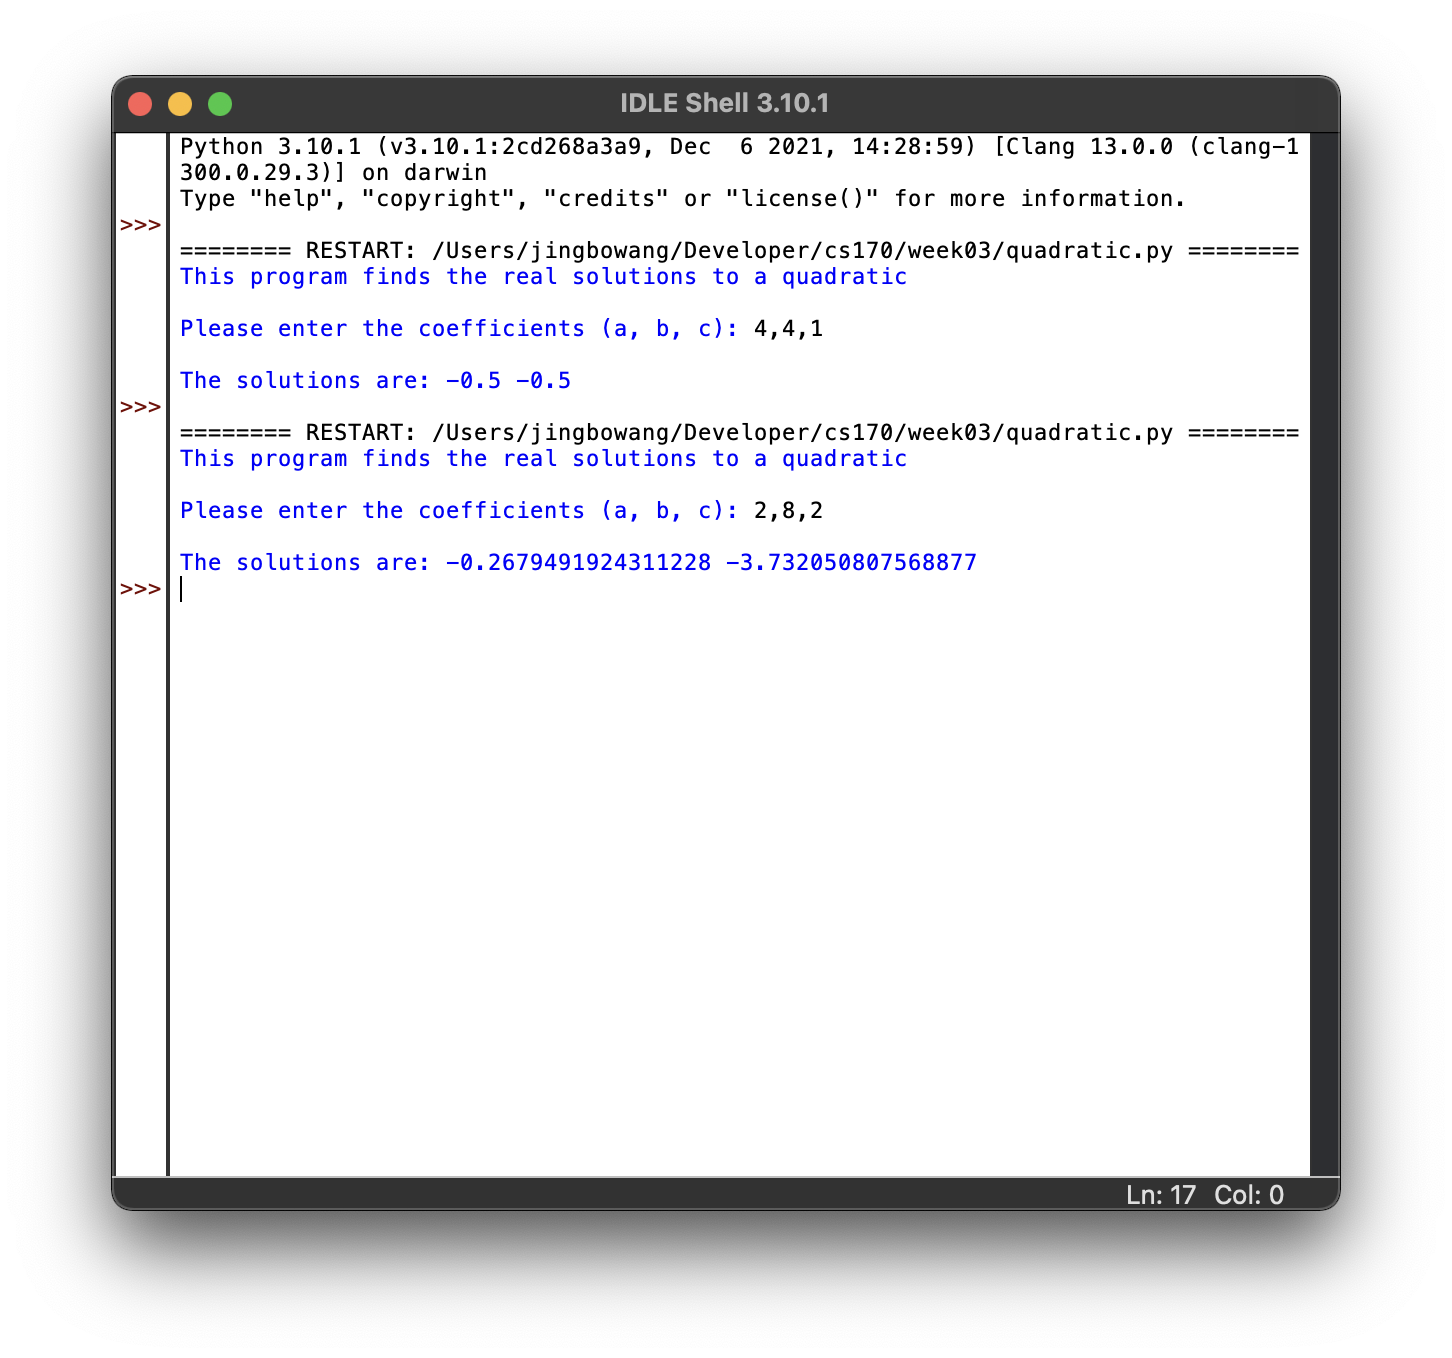 IDLE Shell 3.10.1
Python 3.10.1 (v3.10.1:2cd268a3a9, Dec  6 2021, 14:28:59) [Clang 13.0.0 (clang-1
300.0.29.3)] on darwin
Type "help", "copyright", "credits" or "license()" for more information.
>>>
======== RESTART: /Users/jingbowang/Developer/cs170/week03/quadratic.py ========
This program finds the real solutions to a quadratic
Please enter the coefficients (a, b, c): 4,4,1
The solutions are: -0.5 -0.5
>>>
======== RESTART: /Users/jingbowang/Developer/cs170/week03/quadratic.py ========
This program finds the real solutions to a quadratic
Please enter the coefficients (a, b, c): 2,8,2
The solutions are: -0.2679491924311228 -3.732050807568877
>>>
Ln: 17 Col: 0